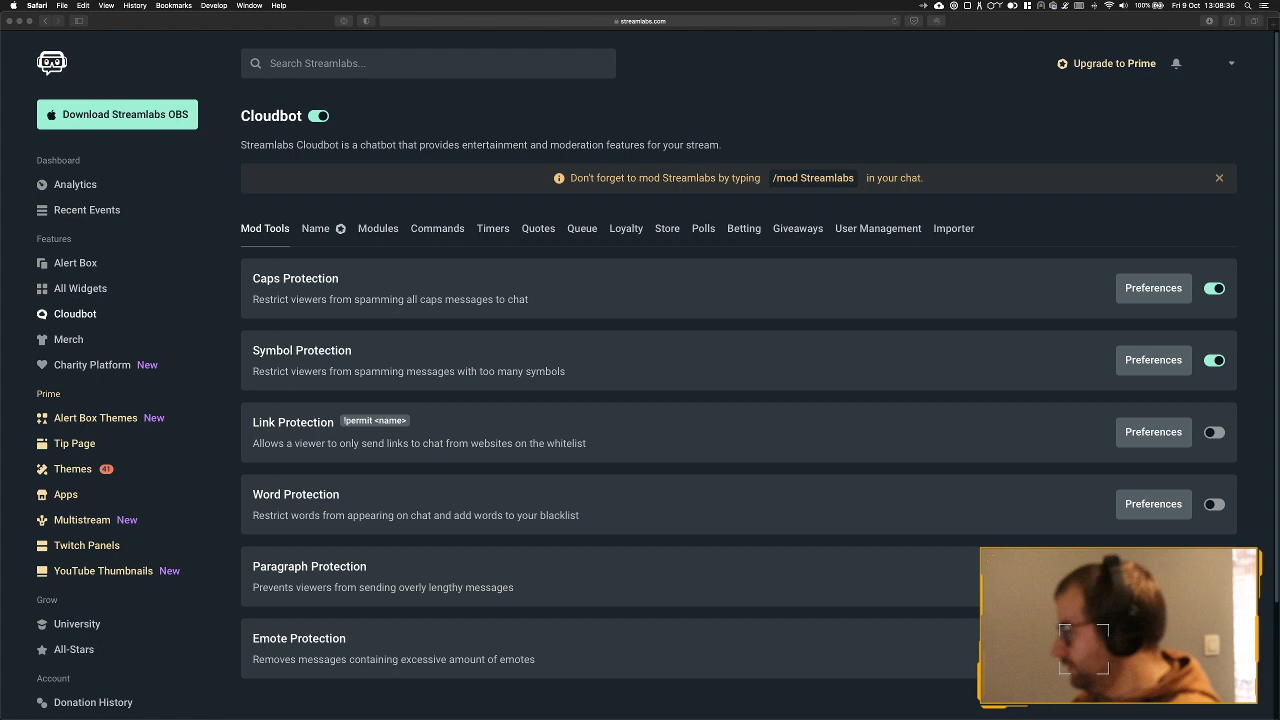 Safari File Edit View History Bookmarks Develop Window Help
100% Fri 9 Oct 13:08:36
streamlabs.com
Search Streamlabs...
Upgrade to Prime
Download Streamlabs OBS
Dashboard
Analytics
Recent Events
Features
Alert Box
All Widgets
Cloudbot
Merch
Charity Platform New
Prime
Alert Box Themes New
Tip Page
Themes 41
Apps
Multistream New
Twitch Panels
YouTube Thumbnails New
Grow
University
All-Stars
Account
Donation History
Cloudbot
Streamlabs Cloudbot is a chatbot that provides entertainment and moderation features for your stream.
Don't forget to mod Streamlabs by typing /mod Streamlabs in your chat.
Mod Tools Name Modules Commands Timers Quotes Queue Loyalty Store Polls Betting Giveaways User Management Importer
Caps Protection
Restrict viewers from spamming all caps messages to chat
Preferences
Symbol Protection
Restrict viewers from spamming messages with too many symbols
Preferences
Link Protection !permit <name>
Allows a viewer to only send links to chat from websites on the whitelist
Preferences
Word Protection
Restrict words from appearing on chat and add words to your blacklist
Preferences
Paragraph Protection
Prevents viewers from sending overly lengthy messages
Emote Protection
Removes messages containing excessive amount of emotes